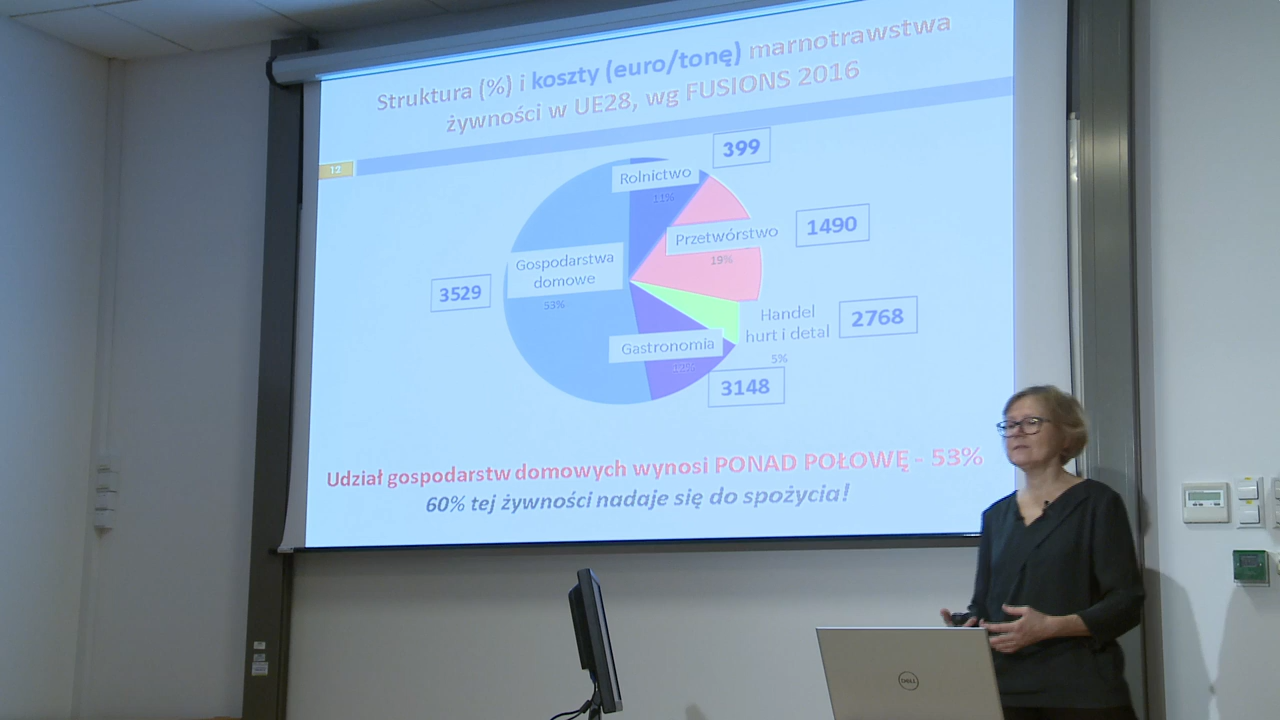 Struktura (%) i koszty (euro/tonę) marnotrawstwa
żywności w UE28, wg FUSIONS 2016
12
399
Rolnictwo
11%
1490
Przetwórstwo
19%
Gospodarstwa
domowe
53%
3529
Handel
hurt i detal
5%
2768
Gastronomia
3148
Udział gospodarstw domowych wynosi PONAD POŁOWĘ - 53%
60% tej żywności nadaje się do spożycia!
DELL